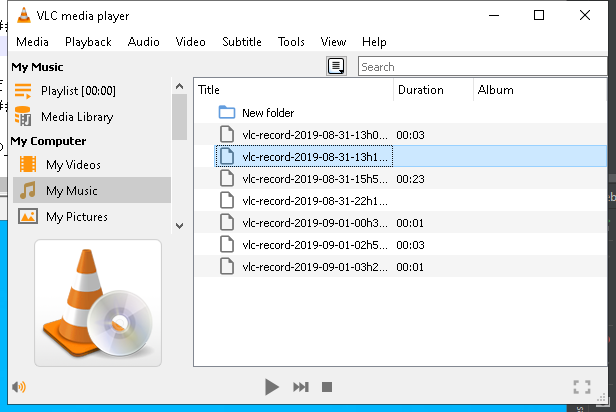 VLC media player
Media Playback Audio Video Subtitle Tools View Help
My Music
Search
Playlist [00:00]
Media Library
My Computer
My Videos
My Music
My Pictures
Title Duration Album
New folder
vlc-record-2019-08-31-13h0... 00:03
vlc-record-2019-08-31-13h1...
vlc-record-2019-08-31-15h5... 00:23
vlc-record-2019-08-31-22h1...
vlc-record-2019-09-01-00h3... 00:01
vlc-record-2019-09-01-02h5... 00:03
vlc-record-2019-09-01-03h2... 00:01